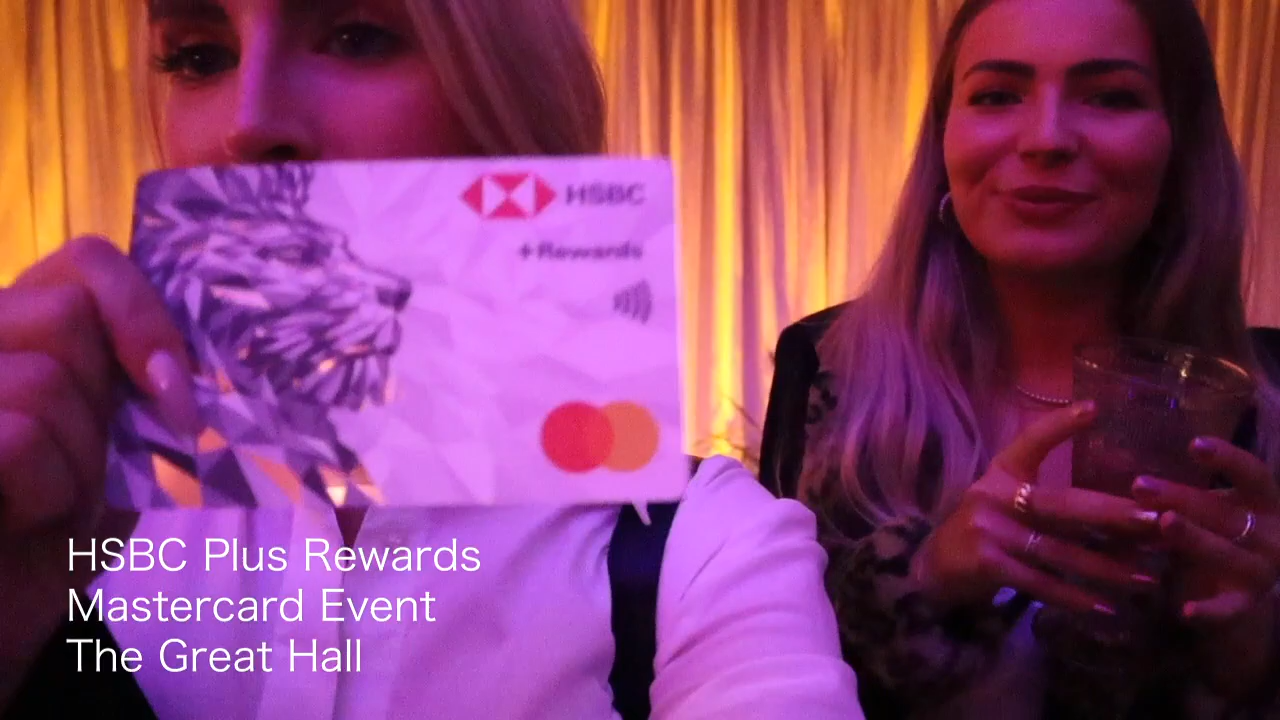 HSBC
+Rewards
HSBC Plus Rewards
Mastercard Event
The Great Hall